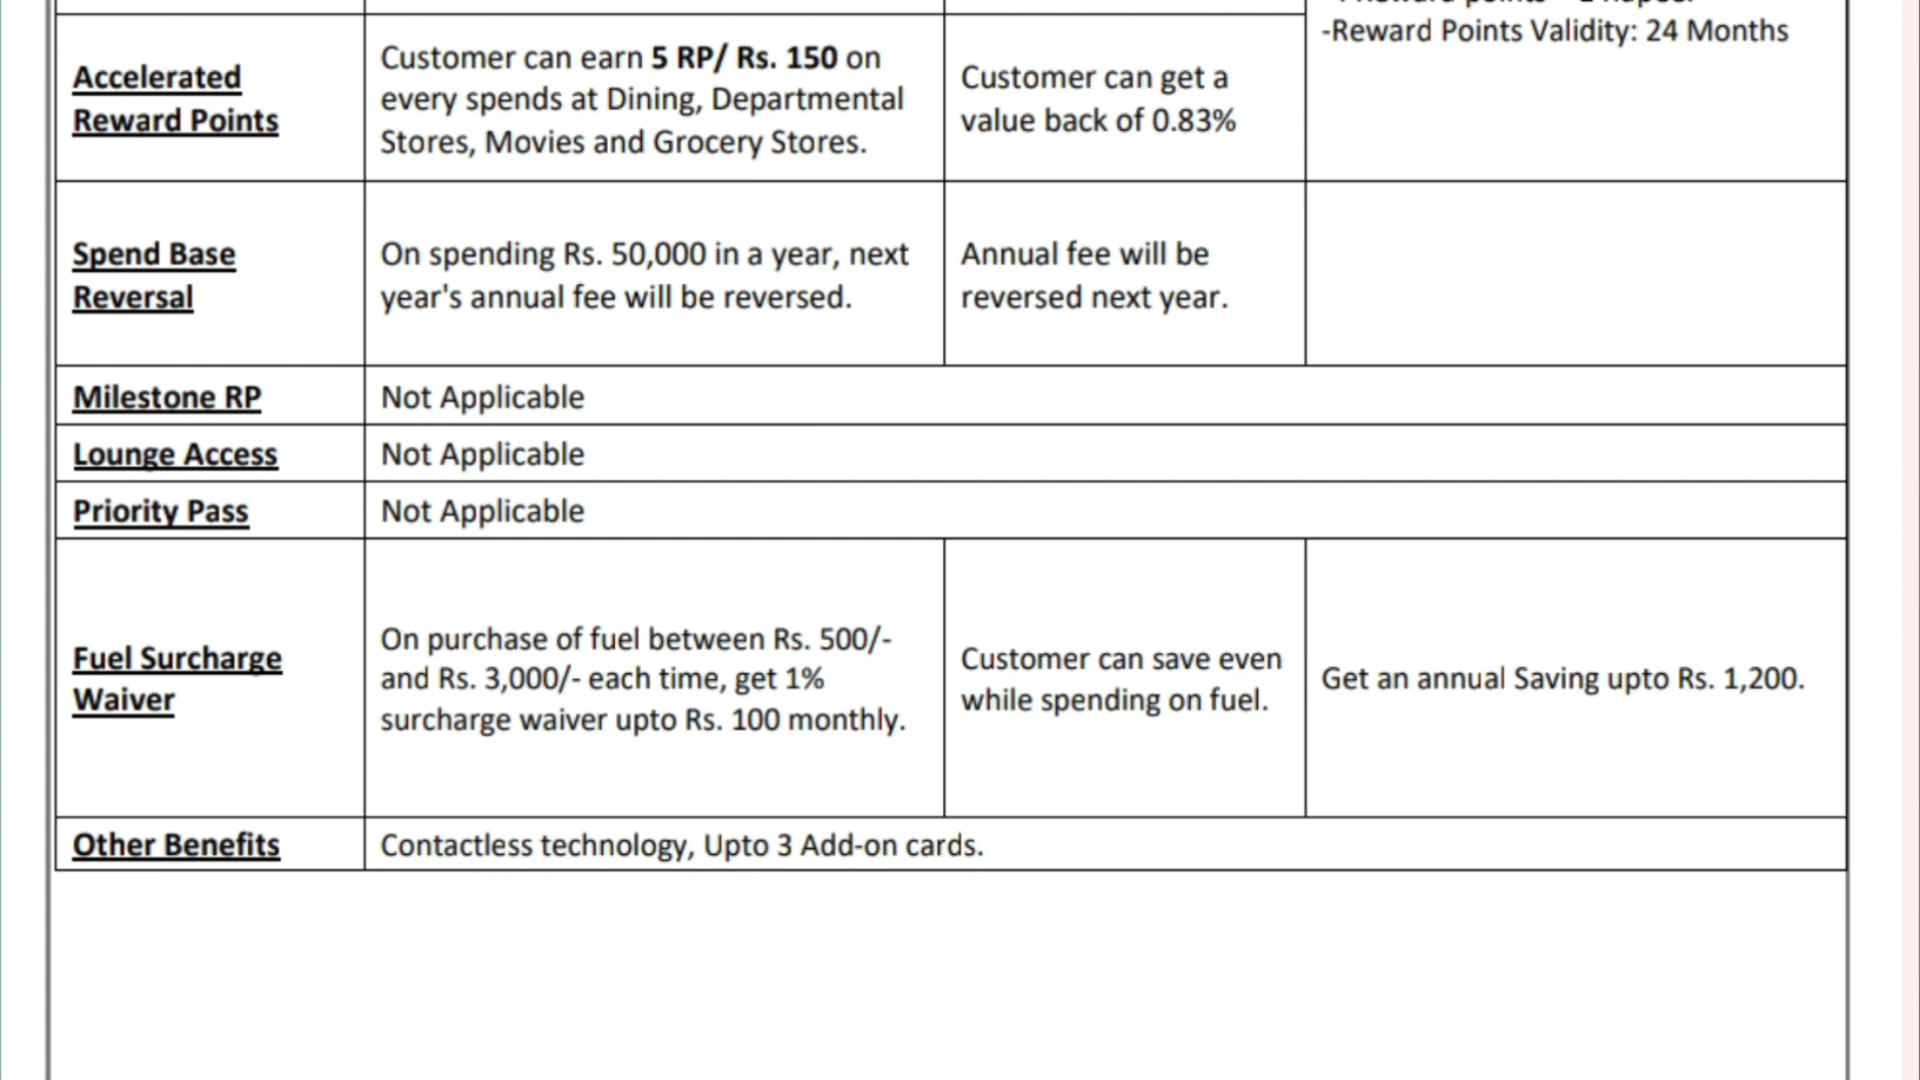 -Reward Points Validity: 24 Months
Accelerated
Reward Points
Customer can earn 5 RP/ Rs. 150 on
every spends at Dining, Departmental
Stores, Movies and Grocery Stores.
Customer can get a
value back of 0.83%
Spend Base
Reversal
On spending Rs. 50,000 in a year, next
year's annual fee will be reversed.
Annual fee will be
reversed next year.
Milestone RP
Not Applicable
Lounge Access
Not Applicable
Priority Pass
Not Applicable
Fuel Surcharge
Waiver
On purchase of fuel between Rs. 500/-
and Rs. 3,000/- each time, get 1%
surcharge waiver upto Rs. 100 monthly.
Customer can save even
while spending on fuel.
Get an annual Saving upto Rs. 1,200.
Other Benefits
Contactless technology, Upto 3 Add-on cards.